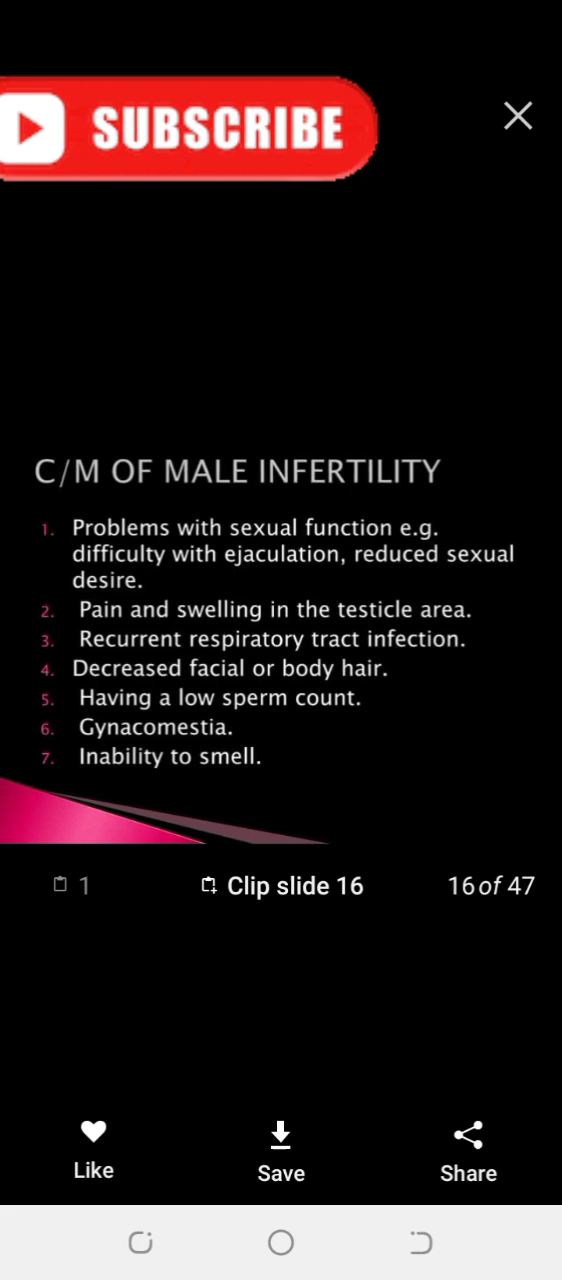 SUBSCRIBE
C/M OF MALE INFERTILITY
1. Problems with sexual function e.g.
difficulty with ejaculation, reduced sexual
desire.
2. Pain and swelling in the testicle area.
3. Recurrent respiratory tract infection.
4. Decreased facial or body hair.
5. Having a low sperm count.
6. Gynacomestia.
7. Inability to smell.
1 Clip slide 16 16 of 47
Like Save Share